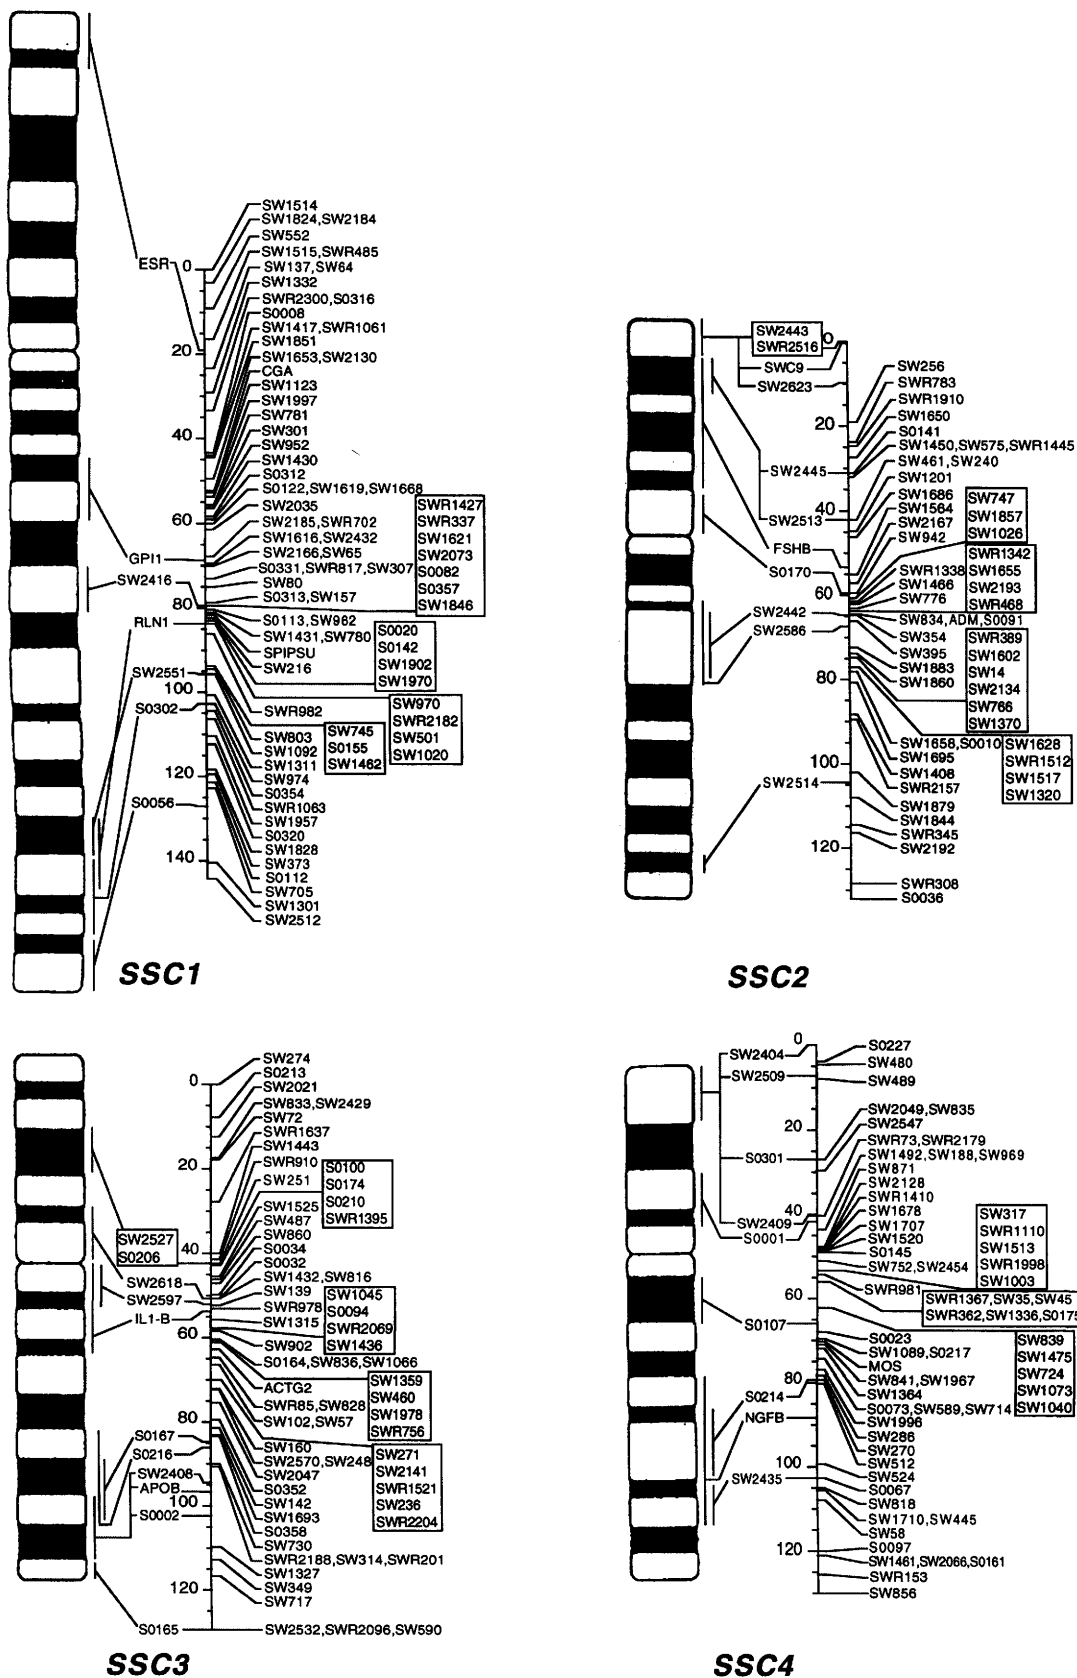 SW1514
SW1824,SW2184
SW552
SW1515,SWR485
SW137,SW64
SW1332
SWR2300,S0316
S0008
SW1417,SWR1061
SW1851
SW1653,SW2130
CGA
SW1123
SW1997
SW781
SW301
SW952
SW1430
S0312
S0122,SW1619,SW1668
SW2035
SW2185,SWR702
SW1616,SW2432
SW2166,SW65
S0331,SWR817,SW307
SW80
S0313,SW157
S0113,SW962
SW1431,SW780
SPIPSU
SW216
SWR982
SW803
SW1092
SW1311
SW974
S0354
SWR1063
SW1957
S0320
SW1828
SW373
S0112
SW705
SW1301
SW2512
SWR1427
SWR337
SW1621
SW2073
S0082
S0357
SW1846
S0020
S0142
SW1902
SW1970
SW970
SWR2182
SW501
SW1020
SW745
S0155
SW1462
ESR
GPI1
SW2416
RLN1
SW2551
S0302
S0056
0
20
40
60
80
100
120
140
SSC1
SW2443
SWR2516
SWC9
SW2623
SW2445
SW2513
FSHB
S0170
SW2442
SW2586
SW2514
0
20
40
60
80
100
120
SW256
SWR783
SWR1910
SW1650
S0141
SW1450,SW575,SWR1445
SW461,SW240
SW1201
SW1686
SW1564
SW2167
SW942
SWR1338
SW1466
SW776
SW834,ADM,S0091
SW354
SW395
SW1883
SW1860
SW1658,S0010
SW1695
SW1408
SWR2157
SW1879
SW1844
SWR345
SW2192
SWR308
S0036
SW747
SW1857
SW1026
SWR1342
SW1655
SW2193
SWR468
SWR389
SW1602
SW14
SW2134
SW766
SW1370
SW1628
SWR1512
SW1517
SW1320
SSC2
SW274
S0213
SW2021
SW833,SW2429
SW72
SWR1637
SW1443
SWR910
SW251
SW1525
SW487
SW860
S0034
S0032
SW1432,SW816
SW139
SWR978
SW1315
SW902
S0164,SW836,SW1066
ACTG2
SWR85,SW828
SW102,SW57
SW160
SW2570,SW248
SW2047
S0352
SW142
SW1693
S0358
SW730
SWR2188,SW314,SWR201
SW1327
SW349
SW717
SW2532,SWR2096,SW590
S0100
S0174
S0210
SWR1395
SW1045
S0094
SWR2069
SW1436
SW1359
SW460
SW1978
SWR756
SW271
SW2141
SWR1521
SW236
SWR2204
SW2527
S0206
SW2618
SW2597
IL1-B
S0167
S0216
SW2408
APOB
S0002
S0165
0
20
40
60
80
100
120
SSC3
SW2404
SW2509
S0301
SW2409
S0001
S0107
S0214
NGFB
SW2435
0
20
40
60
80
100
120
S0227
SW480
SW489
SW2049,SW835
SW2547
SWR73,SWR2179
SW1492,SW188,SW969
SW871
SW2128
SWR1410
SW1678
SW1707
SW1520
S0145
SW752,SW2454
SWR981
S0023
SW1089,S0217
MOS
SW841,SW1967
SW1364
S0073,SW589,SW714
SW1996
SW286
SW270
SW512
SW524
S0067
SW818
SW1710,SW445
SW58
S0097
SW1461,SW2066,S0161
SWR153
SW856
SW317
SWR1110
SW1513
SWR1998
SW1003
SWR1367,SW35,SW45
SWR362,SW1336,S0175
SW839
SW1475
SW724
SW1073
SW1040
SSC4